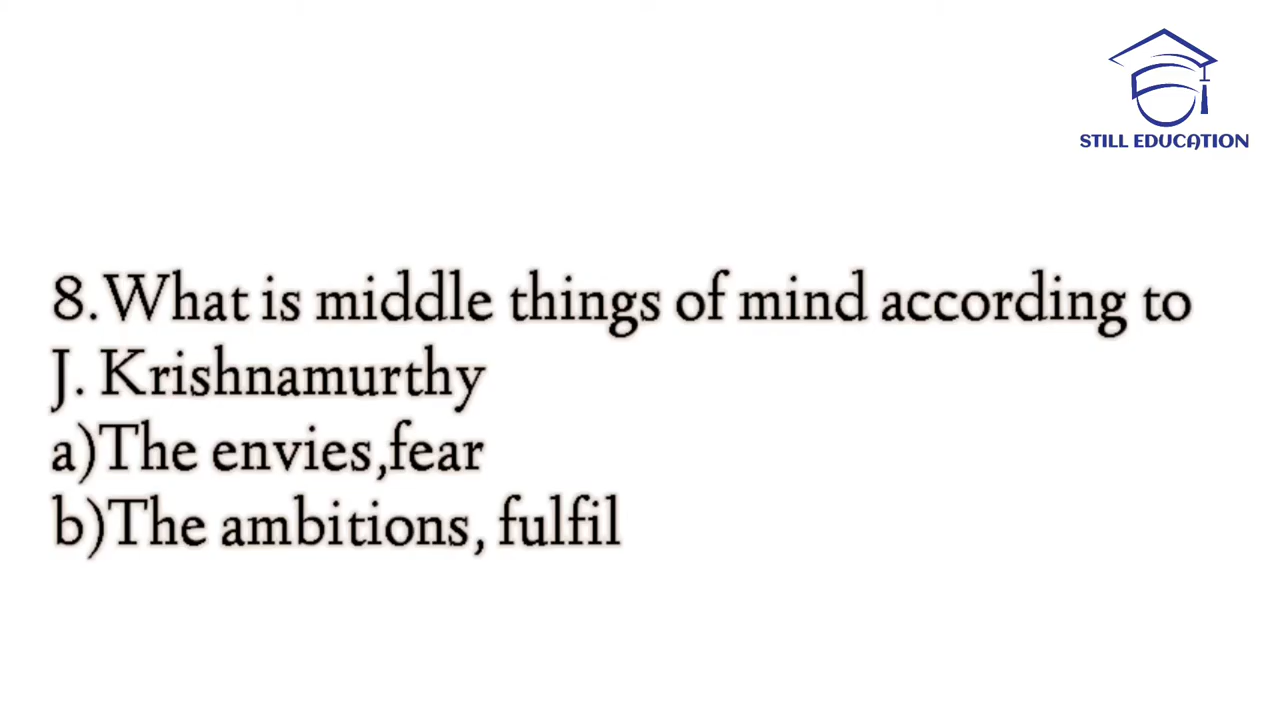 STILL EDUCATION
8.What is middle things of mind according to
J. Krishnamurthy
a)The envies,fear
b)The ambitions, fulfil